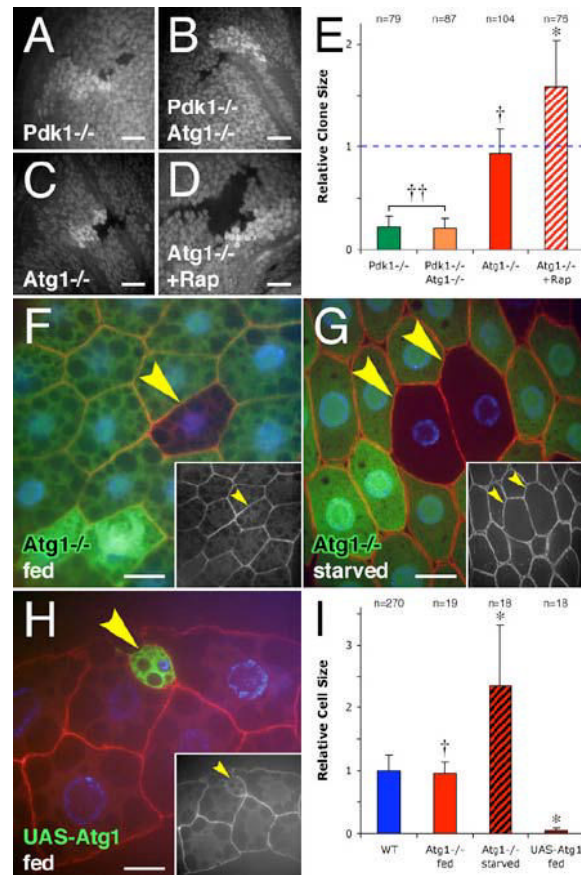 A
Pdk1-/-
B
Pdk1-/-
Atg1-/-
C
Atg1-/-
D
Atg1-/-
+Rap
E
n=79 n=87 n=104 n=76
Relative Clone Size
2
1
0
††
†
*
Pdk1-/- Pdk1-/- Atg1-/- Atg1-/-
Atg1-/- +Rap
F
Atg1-/-
fed
G
Atg1-/-
starved
H
UAS-Atg1
fed
I
n=270 n=19 n=18 n=18
Relative Cell Size
3
2
1
0
†
*
*
WT Atg1-/- Atg1-/- UAS-Atg1
fed starved fed